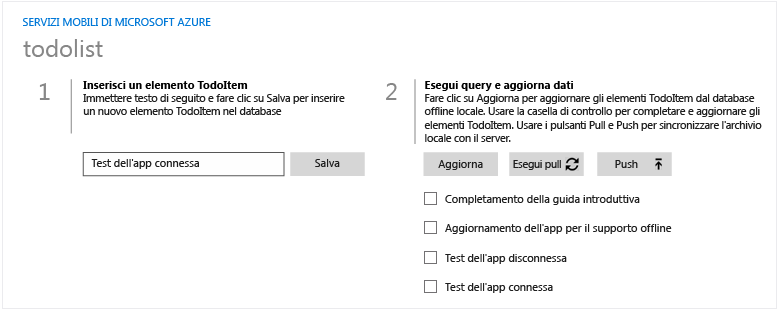 SERVIZI MOBILI DI MICROSOFT AZURE
todolist
1
Inserisci un elemento TodoItem
Immettere testo di seguito e fare clic su Salva per inserire
un nuovo elemento TodoItem nel database
Test dell'app connessa
Salva
2
Esegui query e aggiorna dati
Fare clic su Aggiorna per aggiornare gli elementi TodoItem dal database
offline locale. Usare la casella di controllo per completare e aggiornare gli
elementi TodoItem. Usare i pulsanti Pull e Push per sincronizzare l'archivio
locale con il server.
Aggiorna
Esegui pull
Push
Completamento della guida introduttiva
Aggiornamento dell'app per il supporto offline
Test dell'app disconnessa
Test dell'app connessa